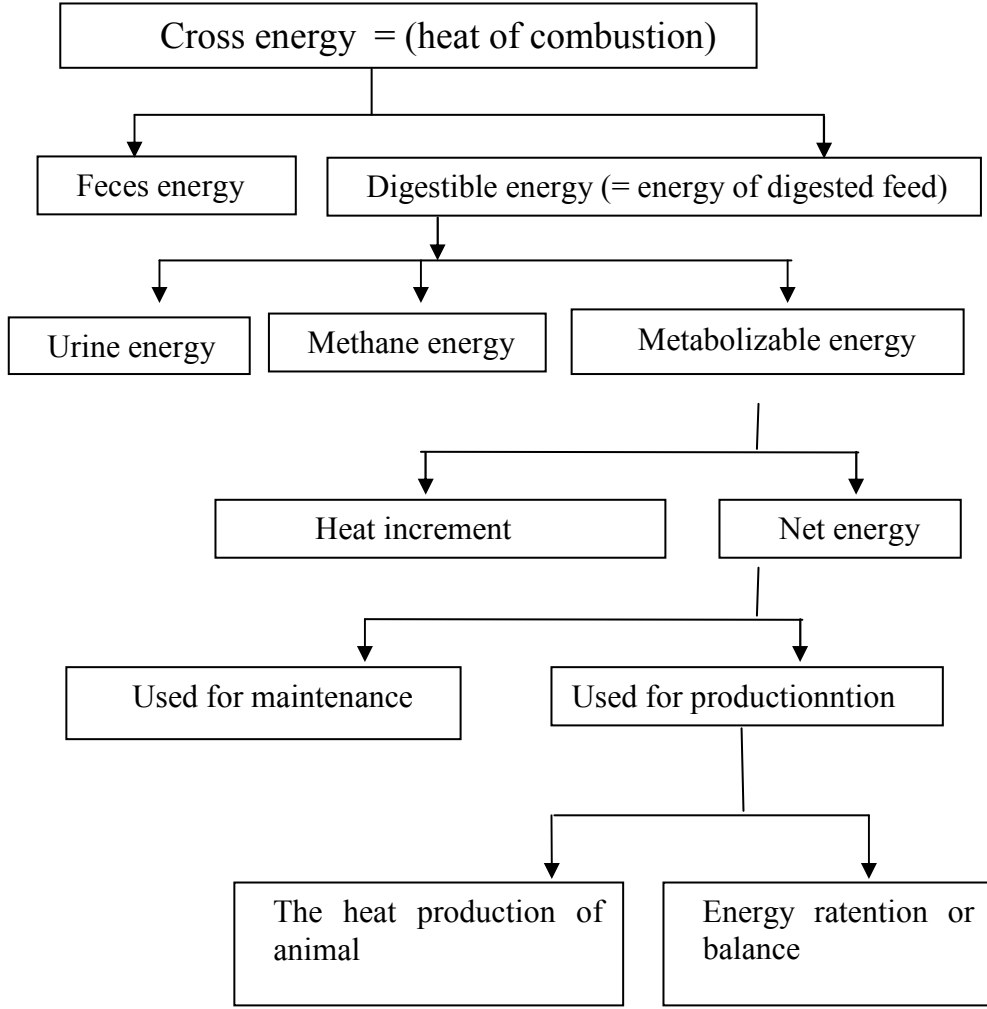 Cross energy = (heat of combustion)
Feces energy
Digestible energy (= energy of digested feed)
Urine energy
Methane energy
Metabolizable energy
Heat increment
Net energy
Used for maintenance
Used for productionntion
The heat production of
animal
Energy ratention or
balance